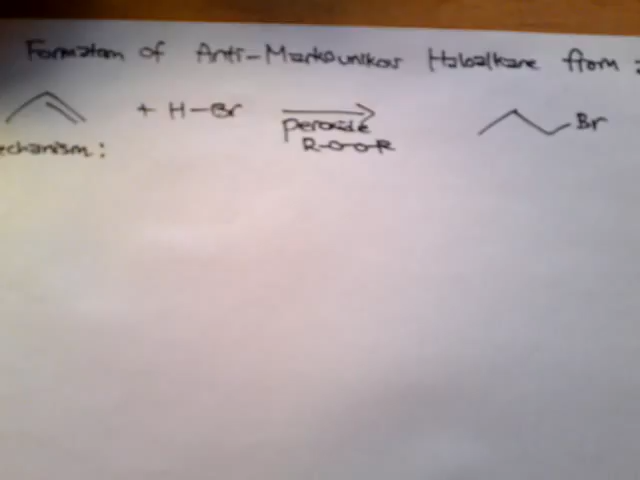 Formation of Anti-Markovnikov Haloalkane from
+ H-Br
peroxide
R-O-O-R
Br
echanism: